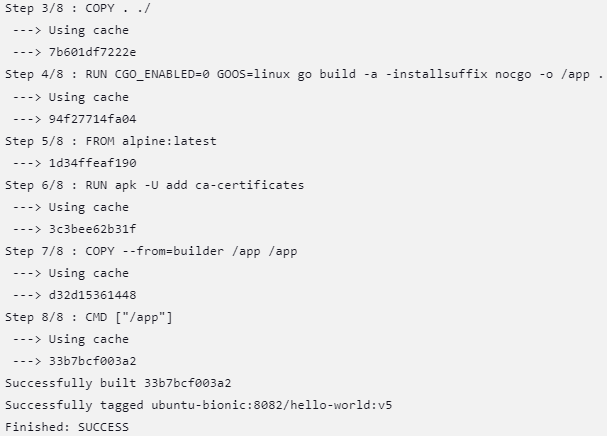 Step 3/8 : COPY . ./
---> Using cache
---> 7b601df7222e
Step 4/8 : RUN CGO_ENABLED=0 GOOS=linux go build -a -installsuffix nocgo -o /app .
---> Using cache
---> 94f27714fa04
Step 5/8 : FROM alpine:latest
---> 1d34ffeaf190
Step 6/8 : RUN apk -U add ca-certificates
---> Using cache
---> 3c3bee62b31f
Step 7/8 : COPY --from=builder /app /app
---> Using cache
---> d32d15361448
Step 8/8 : CMD ["/app"]
---> Using cache
---> 33b7bcf003a2
Successfully built 33b7bcf003a2
Successfully tagged ubuntu-bionic:8082/hello-world:v5
Finished: SUCCESS